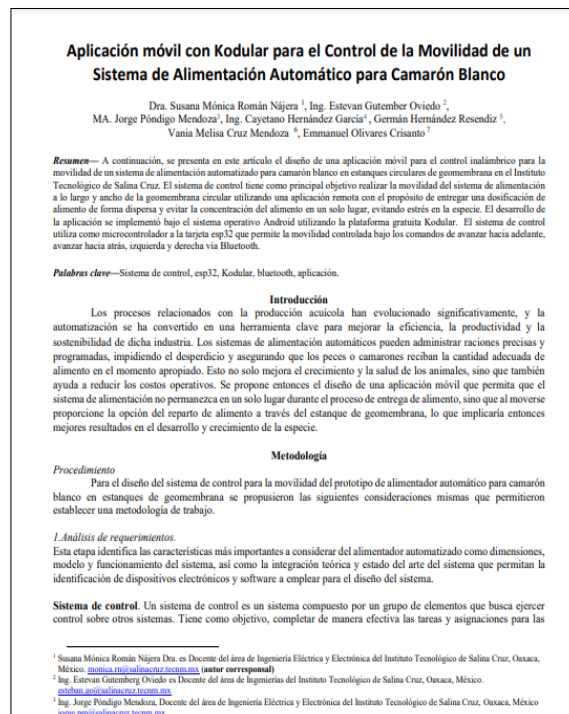 Aplicación móvil con Kodular para el Control de la Movilidad de un
Sistema de Alimentación Automático para Camarón Blanco
Dra. Susana Mónica Román Nájera 1, Ing. Estevan Gutember Oviedo 2,
MA. Jorge Póndigo Mendoza3, Ing. Cayetano Hernández García4 , Germán Hernández Resendiz 5,
Vania Melisa Cruz Mendoza 6, Emmanuel Olivares Crisanto 7
Resumen— A continuación, se presenta en este artículo el diseño de una aplicación móvil para el control inalámbrico para la
movilidad de un sistema de alimentación automatizado para camarón blanco en estanques circulares de geomembrana en el Instituto
Tecnológico de Salina Cruz. El sistema de control tiene como principal objetivo realizar la movilidad del sistema de alimentación
a lo largo y ancho de la geomembrana circular utilizando una aplicación remota con el propósito de entregar una dosificación de
alimento de forma dispersa y evitar la concentración del alimento en un solo lugar, evitando estrés en la especie. El desarrollo de
la aplicación se implementó bajo el sistema operativo Android utilizando la plataforma gratuita Kodular. El sistema de control
utiliza como microcontrolador a la tarjeta esp32 que permite la movilidad controlada bajo los comandos de avanzar hacia adelante,
avanzar hacia atrás, izquierda y derecha vía Bluetooth.
Palabras clave—Sistema de control, esp32, Kodular, bluetooth, aplicación.
Introducción
Los procesos relacionados con la producción acuícola han evolucionado significativamente, y la
automatización se ha convertido en una herramienta clave para mejorar la eficiencia, la productividad y la
sostenibilidad de dicha industria. Los sistemas de alimentación automáticos pueden administrar raciones precisas y
programadas, impidiendo el desperdicio y asegurando que los peces o camarones reciban la cantidad adecuada de
alimento en el momento apropiado. Esto no solo mejora el crecimiento y la salud de los animales, sino que también
ayuda a reducir los costos operativos. Se propone entonces el diseño de una aplicación móvil que permita que el
sistema de alimentación no permanezca en un solo lugar durante el proceso de entrega de alimento, sino que al moverse
proporcione la opción del reparto de alimento a través del estanque de geomembrana, lo que implicaría entonces
mejores resultados en el desarrollo y crecimiento de la especie.
Metodología
Procedimiento
Para el diseño del sistema de control para la movilidad del prototipo de alimentador automático para camarón
blanco en estanques de geomembrana se propusieron las siguientes consideraciones mismas que permitieron
establecer una metodología de trabajo.
1.Análisis de requerimientos.
Esta etapa identifica las características más importantes a considerar del alimentador automatizado como dimensiones,
modelo y funcionamiento del sistema, así como la integración teórica y estado del arte del sistema que permitan la
identificación de dispositivos electrónicos y software a emplear para el diseño del sistema.
Sistema de control. Un sistema de control es un sistema compuesto por un grupo de elementos que busca ejercer
control sobre otros sistemas. Tiene como objetivo, completar de manera efectiva las tareas y asignaciones para las
1 Susana Mónica Román Nájera Dra. es Docente del área de Ingeniería Eléctrica y Electrónica del Instituto Tecnológico de Salina Cruz, Oaxaca,
México. monica.rn@salinacruz.tecnm.mx (autor corresponsal)
2 Ing. Estevan Gutemberg Oviedo es Docente del área de Ingenierías del Instituto Tecnológico de Salina Cruz, Oaxaca, México.
esteban.go@salinacruz.tecnm.mx
3 Ing. Jorge Póndigo Mendoza, Docente del área de Ingeniería Eléctrica y Electrónica del Instituto Tecnológico de Salina Cruz, Oaxaca, México
jorge.pm@salinacruz.tecnm.mx